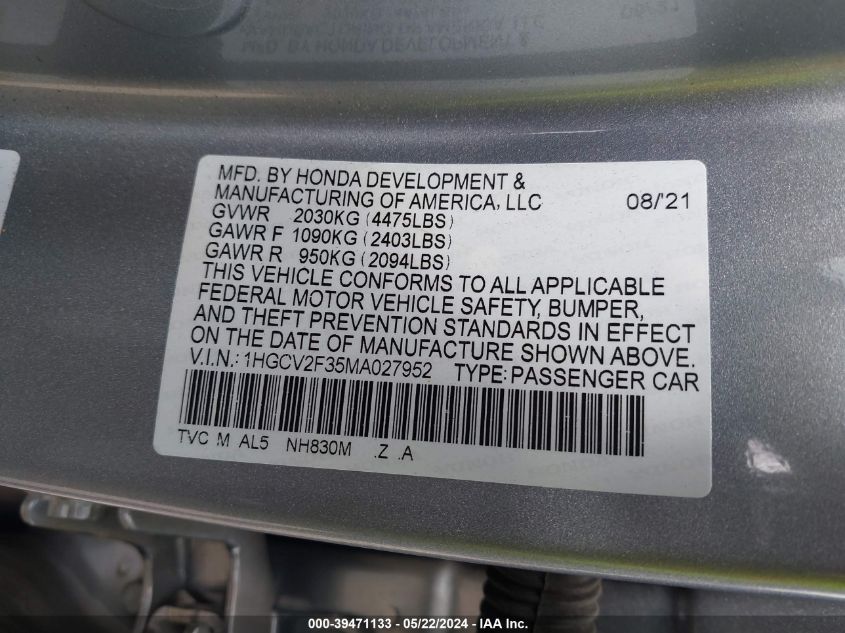 MFD. BY HONDA DEVELOPMENT &
MANUFACTURING OF AMERICA, LLC 08/'21
GVWR 2030KG (4475LBS)
GAWR F 1090KG (2403LBS)
GAWR R 950KG (2094LBS)
THIS VEHICLE CONFORMS TO ALL APPLICABLE
FEDERAL MOTOR VEHICLE SAFETY, BUMPER,
AND THEFT PREVENTION STANDARDS IN EFFECT
ON THE DATE OF MANUFACTURE SHOWN ABOVE.
V.I.N.: 1HGCV2F35MA027952 TYPE: PASSENGER CAR
TVC M AL5 NH830M .Z .A
000-39471133 - 05/22/2024 - IAA Inc.